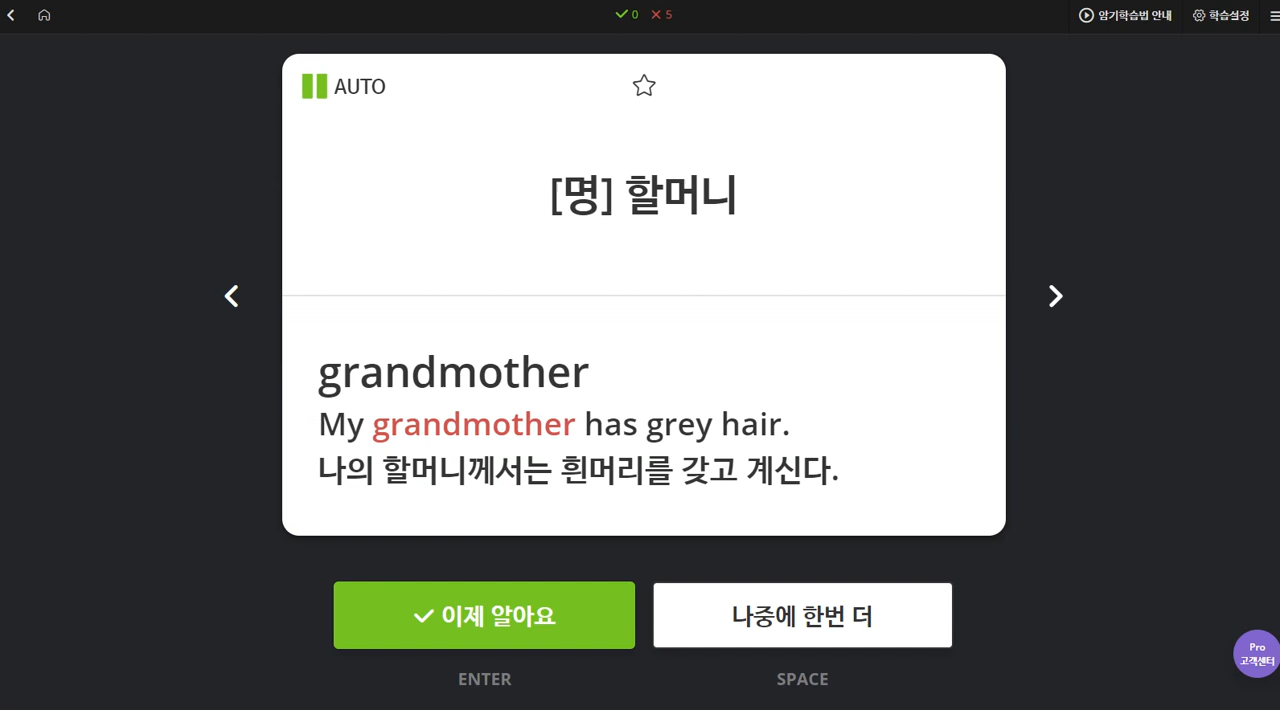 0 5 암기학습법 안내 학습설정
AUTO
[명] 할머니
grandmother
My grandmother has grey hair.
나의 할머니께서는 흰머리를 갖고 계신다.
이제 알아요 나중에 한번 더
ENTER SPACE
Pro
고객센터